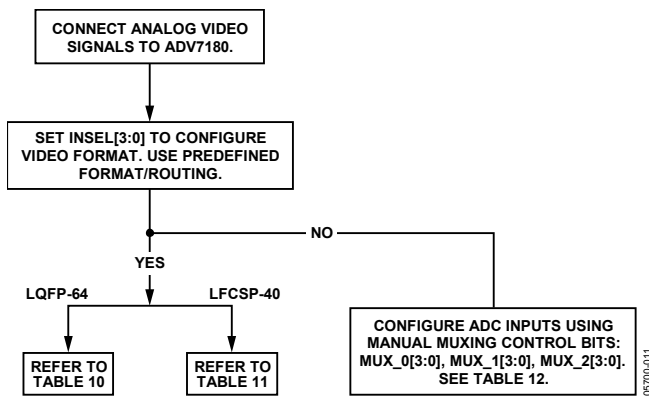 CONNECT ANALOG VIDEO
SIGNALS TO ADV7180.
SET INSEL[3:0] TO CONFIGURE
VIDEO FORMAT. USE PREDEFINED
FORMAT/ROUTING.
NO
YES
LQFP-64
LFCSP-40
REFER TO
TABLE 10
REFER TO
TABLE 11
CONFIGURE ADC INPUTS USING
MANUAL MUXING CONTROL BITS:
MUX_0[3:0], MUX_1[3:0], MUX_2[3:0].
SEE TABLE 12.
05700-011